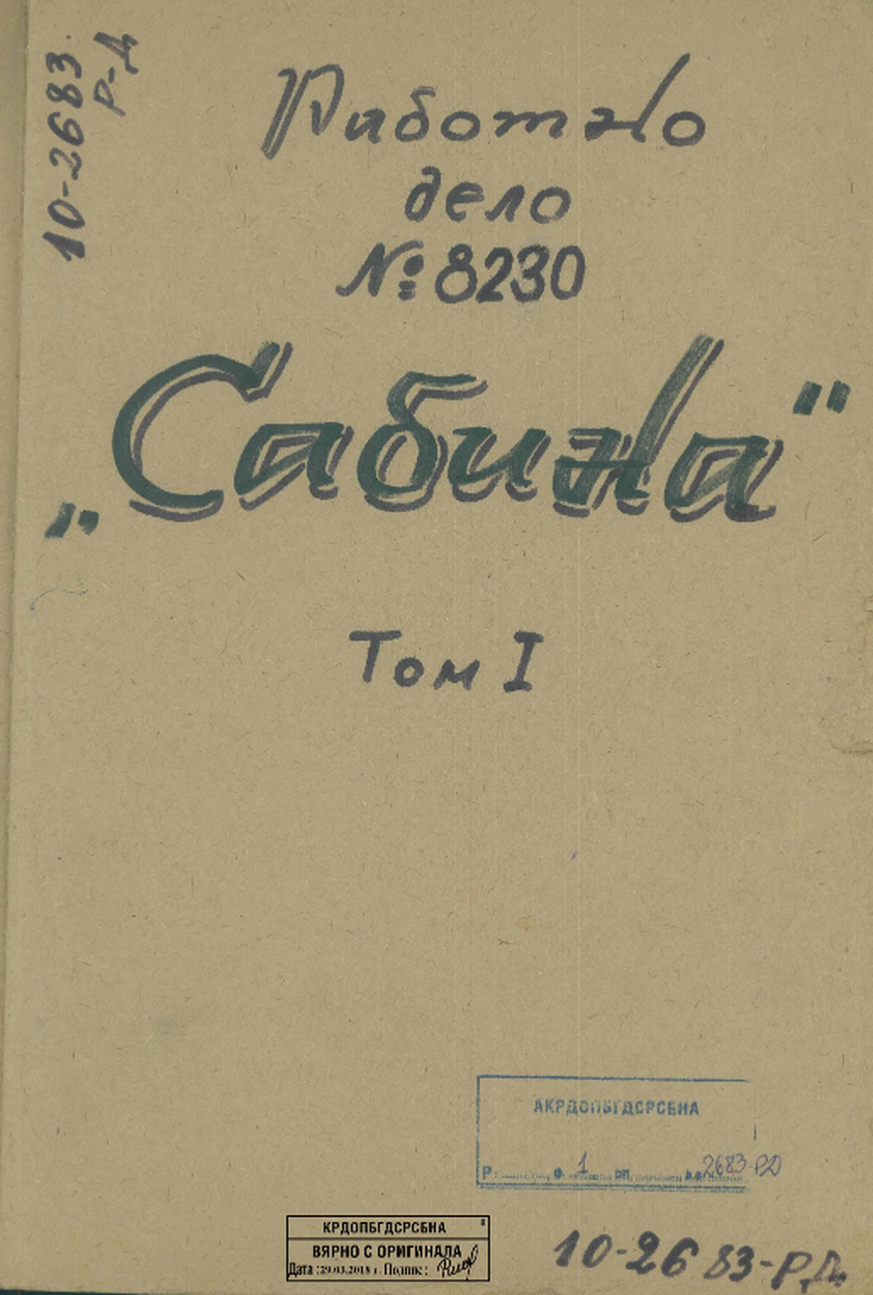 10-2683
Р-Д
Работно
дело
№ 8230
„Сабина“
Том I
АКРДОПБГДСРСБНА
1 2683-РД
КРДОПБГДСРСБНА
ВЯРНО С ОРИГИНАЛА
Дата : 29.03.2018 г. Подпис :
10-2683-РД